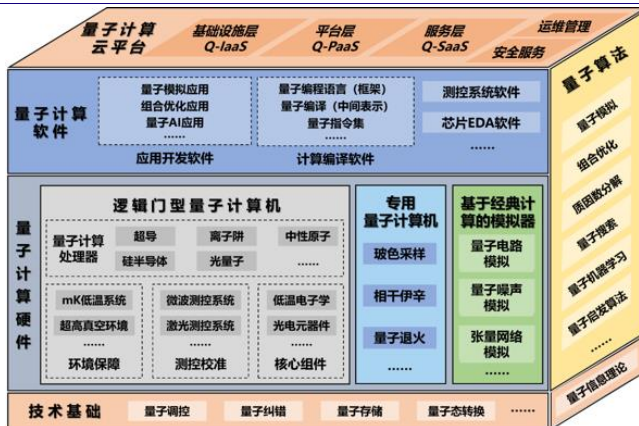 量子计算
云平台
基础设施层
Q-IaaS
平台层
Q-PaaS
服务层
Q-SaaS
运维管理
安全服务
量子计算
软件
量子模拟应用
组合优化应用
量子AI应用
......
应用开发软件
量子编程语言（框架）
量子编译（中间表示）
量子指令集
......
计算编译软件
测控系统软件
芯片EDA软件
......
量子计算硬件
逻辑门型量子计算机
量子计算
处理器
超导
离子阱
中性原子
硅半导体
光量子
......
mK低温系统
超高真空环境
......
环境保障
微波测控系统
激光测控系统
......
测控校准
低温电子学
光电元器件
......
核心组件
专用
量子计算机
玻色采样
相干伊辛
量子退火
......
基于经典计
算的模拟器
量子电路
模拟
量子噪声
模拟
张量网络
模拟
......
技术基础
量子调控
量子纠错
量子存储
量子态转换
......
量子算法
量子模拟
组合优化
质因数分解
量子搜索
量子机器学习
量子启发算法
......
量子信息理论